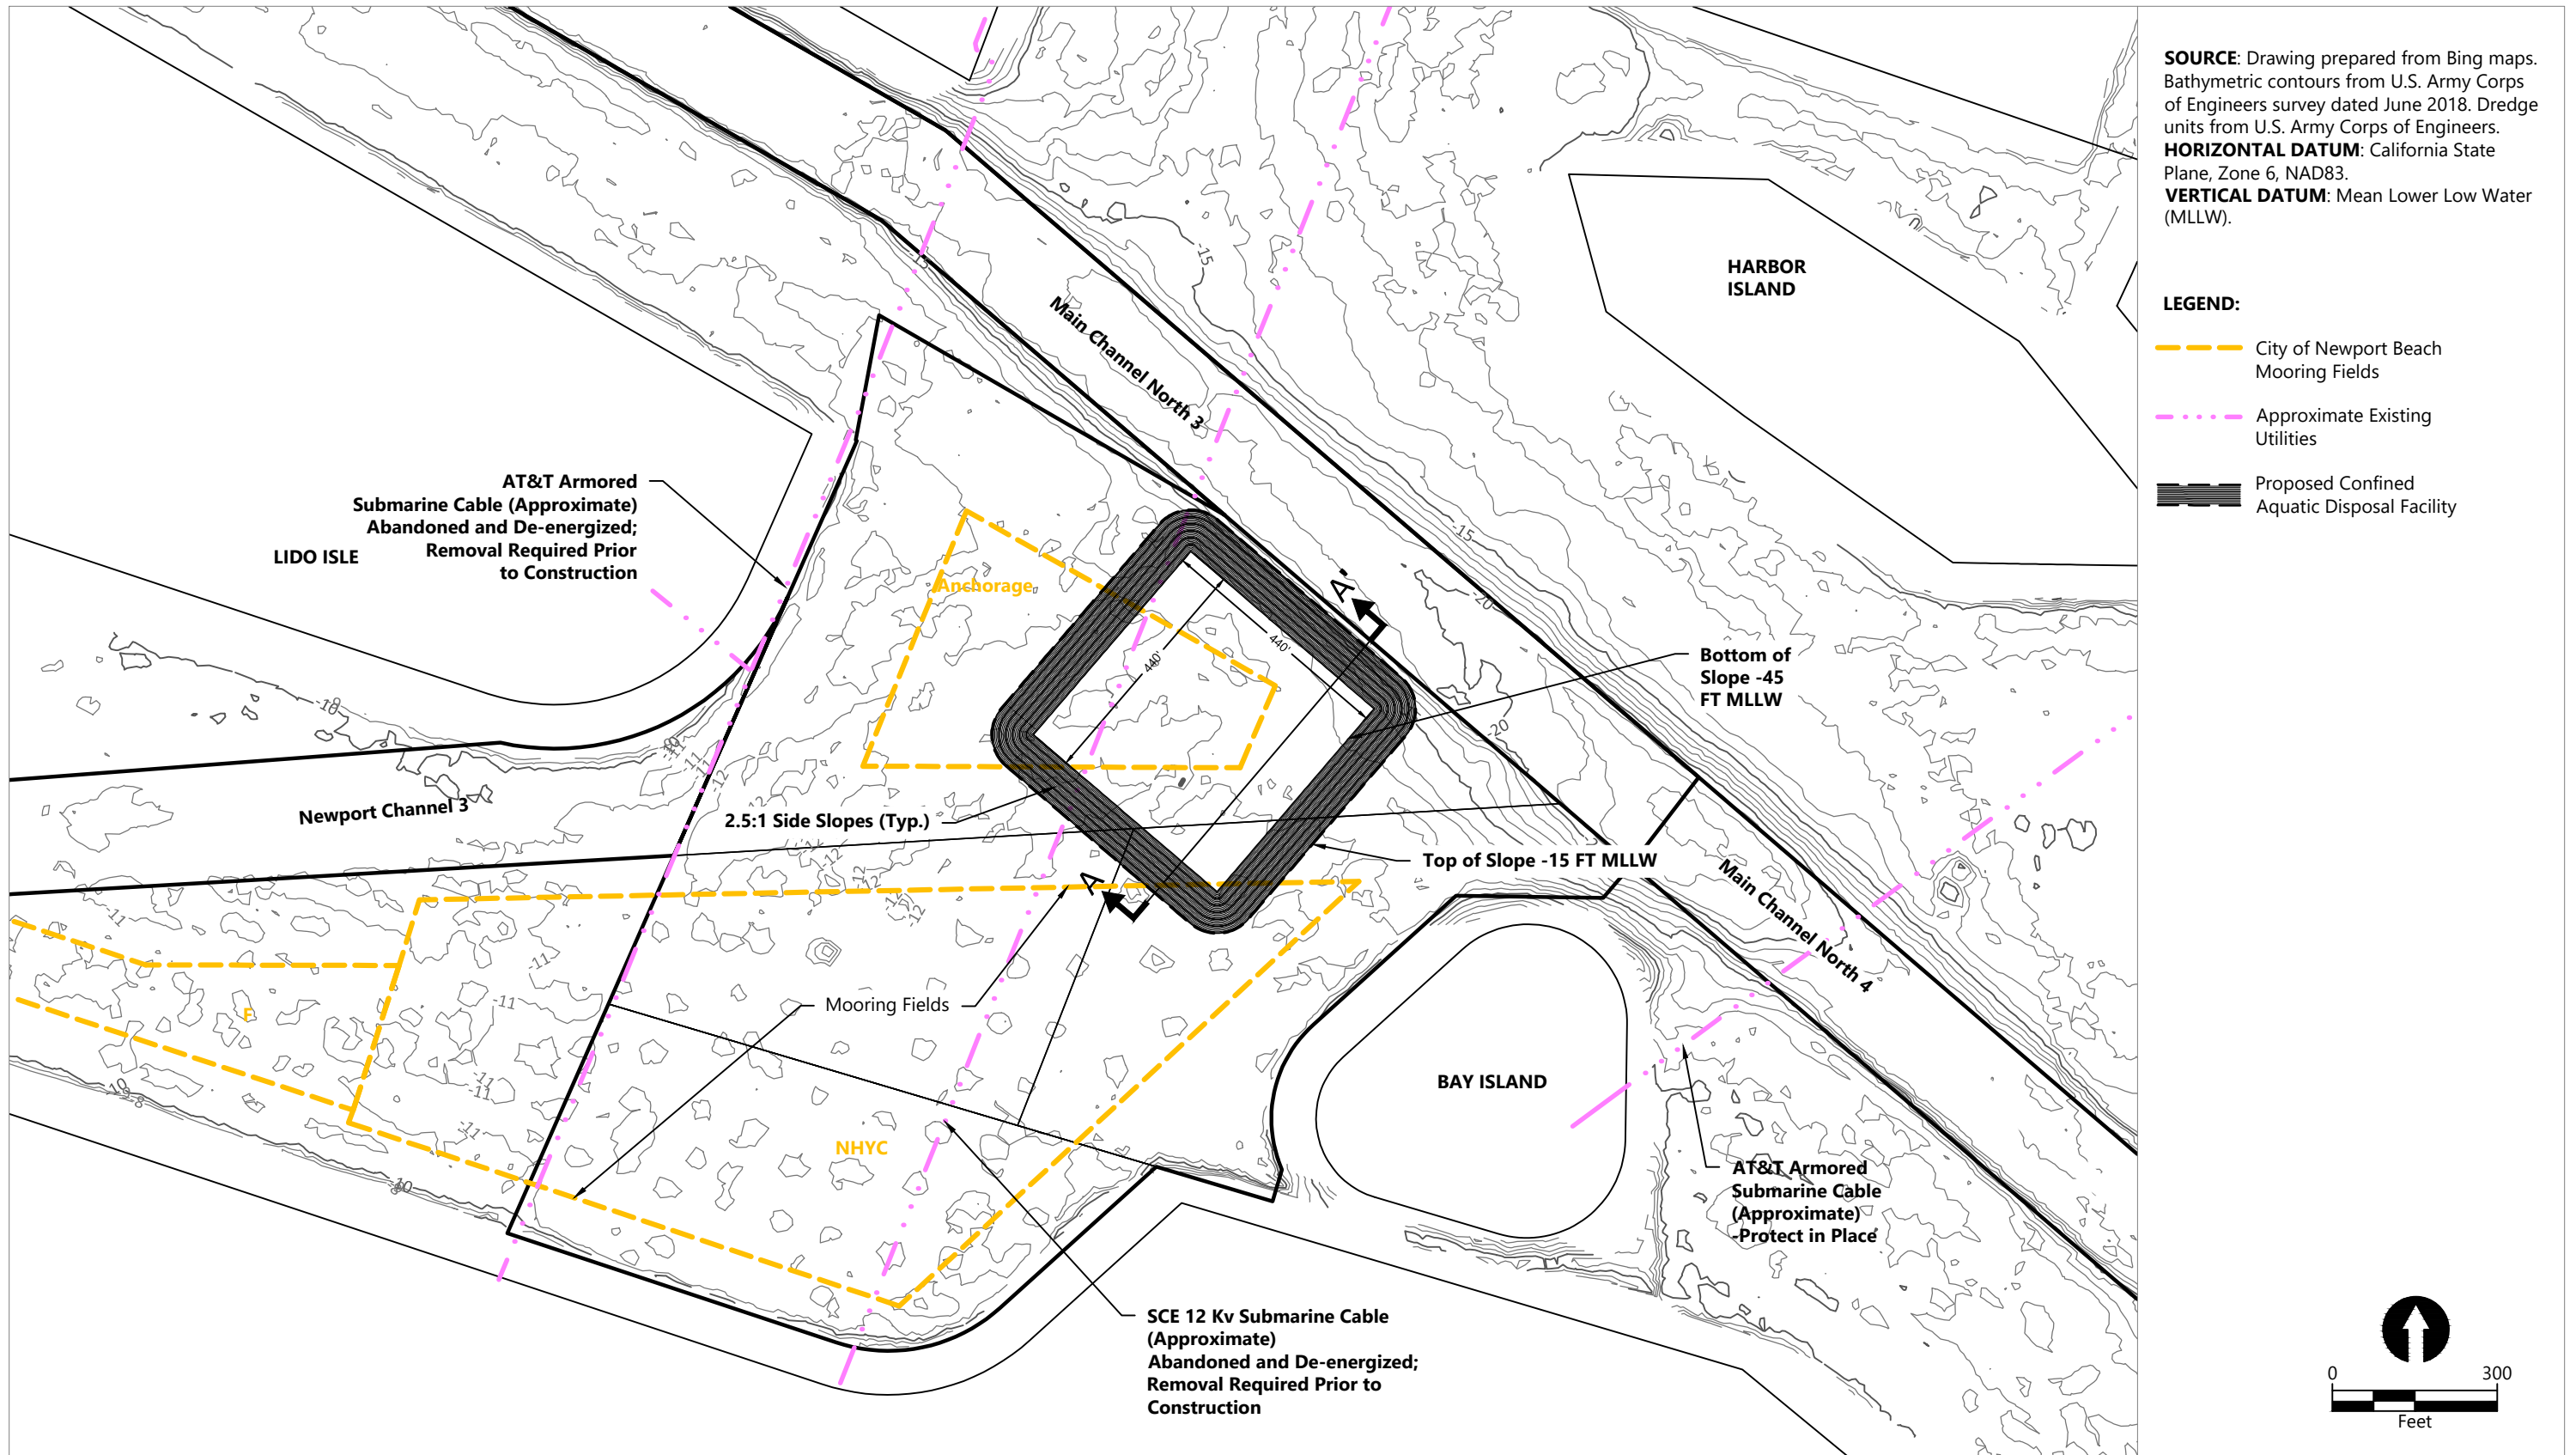 SOURCE: Drawing prepared from Bing maps.
Bathymetric contours from U.S. Army Corps
of Engineers survey dated June 2018. Dredge
units from U.S. Army Corps of Engineers.
HORIZONTAL DATUM: California State
Plane, Zone 6, NAD83.
VERTICAL DATUM: Mean Lower Low Water
(MLLW).
LEGEND:
City of Newport Beach
Mooring Fields
Approximate Existing
Utilities
Proposed Confined
Aquatic Disposal Facility
0 300
Feet
-15
HARBOR
ISLAND
Main Channel North 3
AT&T Armored
Submarine Cable (Approximate)
Abandoned and De-energized;
Removal Required Prior
to Construction
LIDO ISLE
-15
Anchorage
A'
-20
440'
440'
Bottom of
Slope -45
FT MLLW
-10
-20
Newport Channel 3
2.5:1 Side Slopes (Typ.)
Top of Slope -15 FT MLLW
Main Channel North 4
A
-11
-12
-12
-11
-11
-11
Mooring Fields
F
-11
-11
-11
-10
BAY ISLAND
NHYC
AT&T Armored
Submarine Cable
(Approximate)
-Protect in Place
SCE 12 Kv Submarine Cable
(Approximate)
Abandoned and De-energized;
Removal Required Prior to
Construction